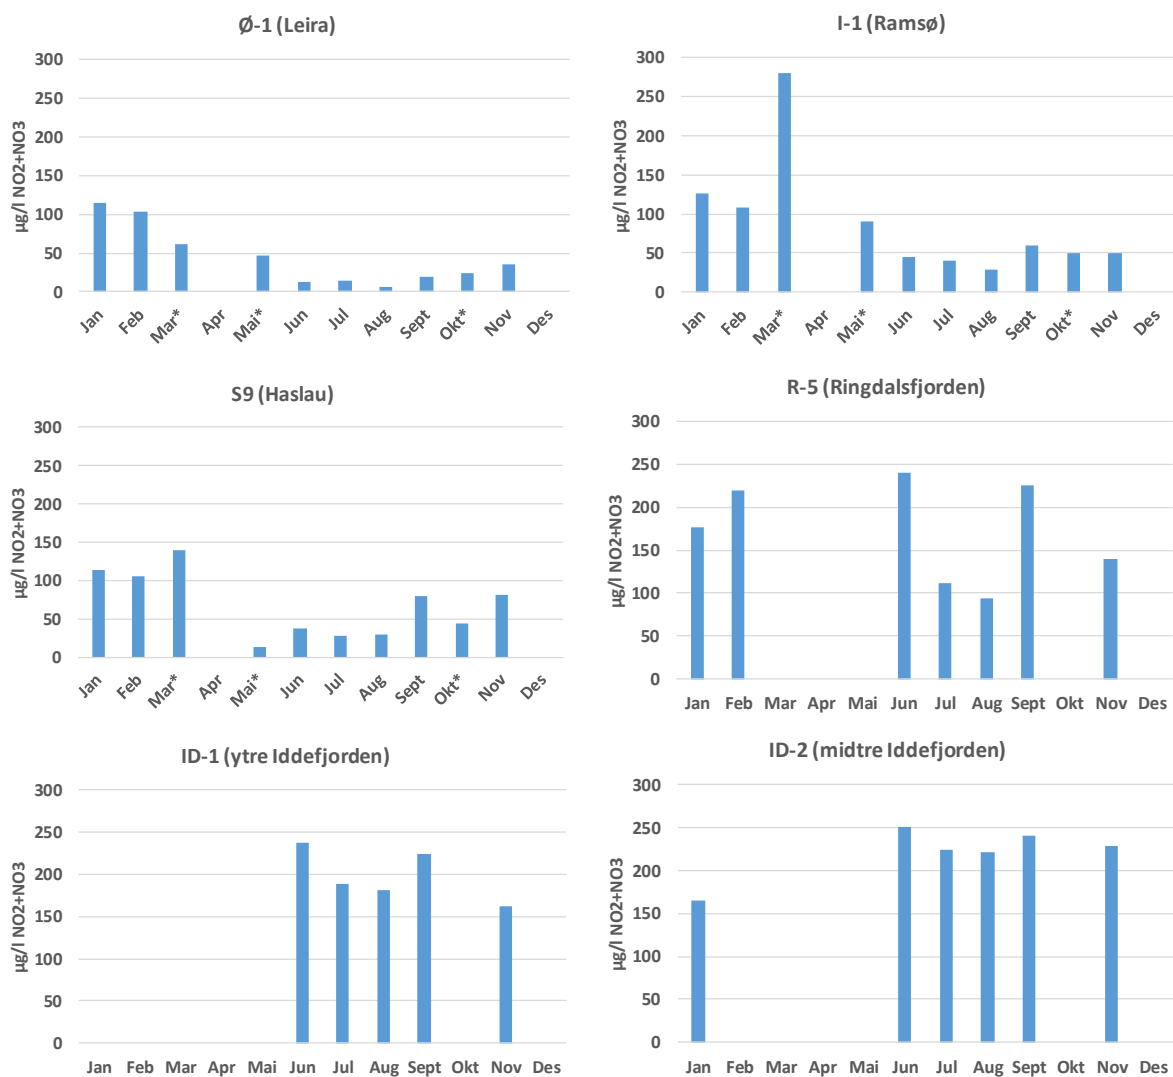 Ø-1 (Leira)
µg/l NO2+NO3
300
250
200
150
100
50
0
Jan Feb Mar* Apr Mai* Jun Jul Aug Sept Okt* Nov Des
I-1 (Ramsø)
µg/l NO2+NO3
300
250
200
150
100
50
0
Jan Feb Mar* Apr Mai* Jun Jul Aug Sept Okt* Nov Des
S9 (Haslau)
µg/l NO2+NO3
300
250
200
150
100
50
0
Jan Feb Mar* Apr Mai* Jun Jul Aug Sept Okt* Nov Des
R-5 (Ringdalsfjorden)
µg/l NO2+NO3
300
250
200
150
100
50
0
Jan Feb Mar Apr Mai Jun Jul Aug Sept Okt Nov Des
ID-1 (ytre Iddefjorden)
µg/l NO2+NO3
300
250
200
150
100
50
0
Jan Feb Mar Apr Mai Jun Jul Aug Sept Okt Nov Des
ID-2 (midtre Iddefjorden)
µg/l NO2+NO3
300
250
200
150
100
50
0
Jan Feb Mar Apr Mai Jun Jul Aug Sept Okt Nov Des